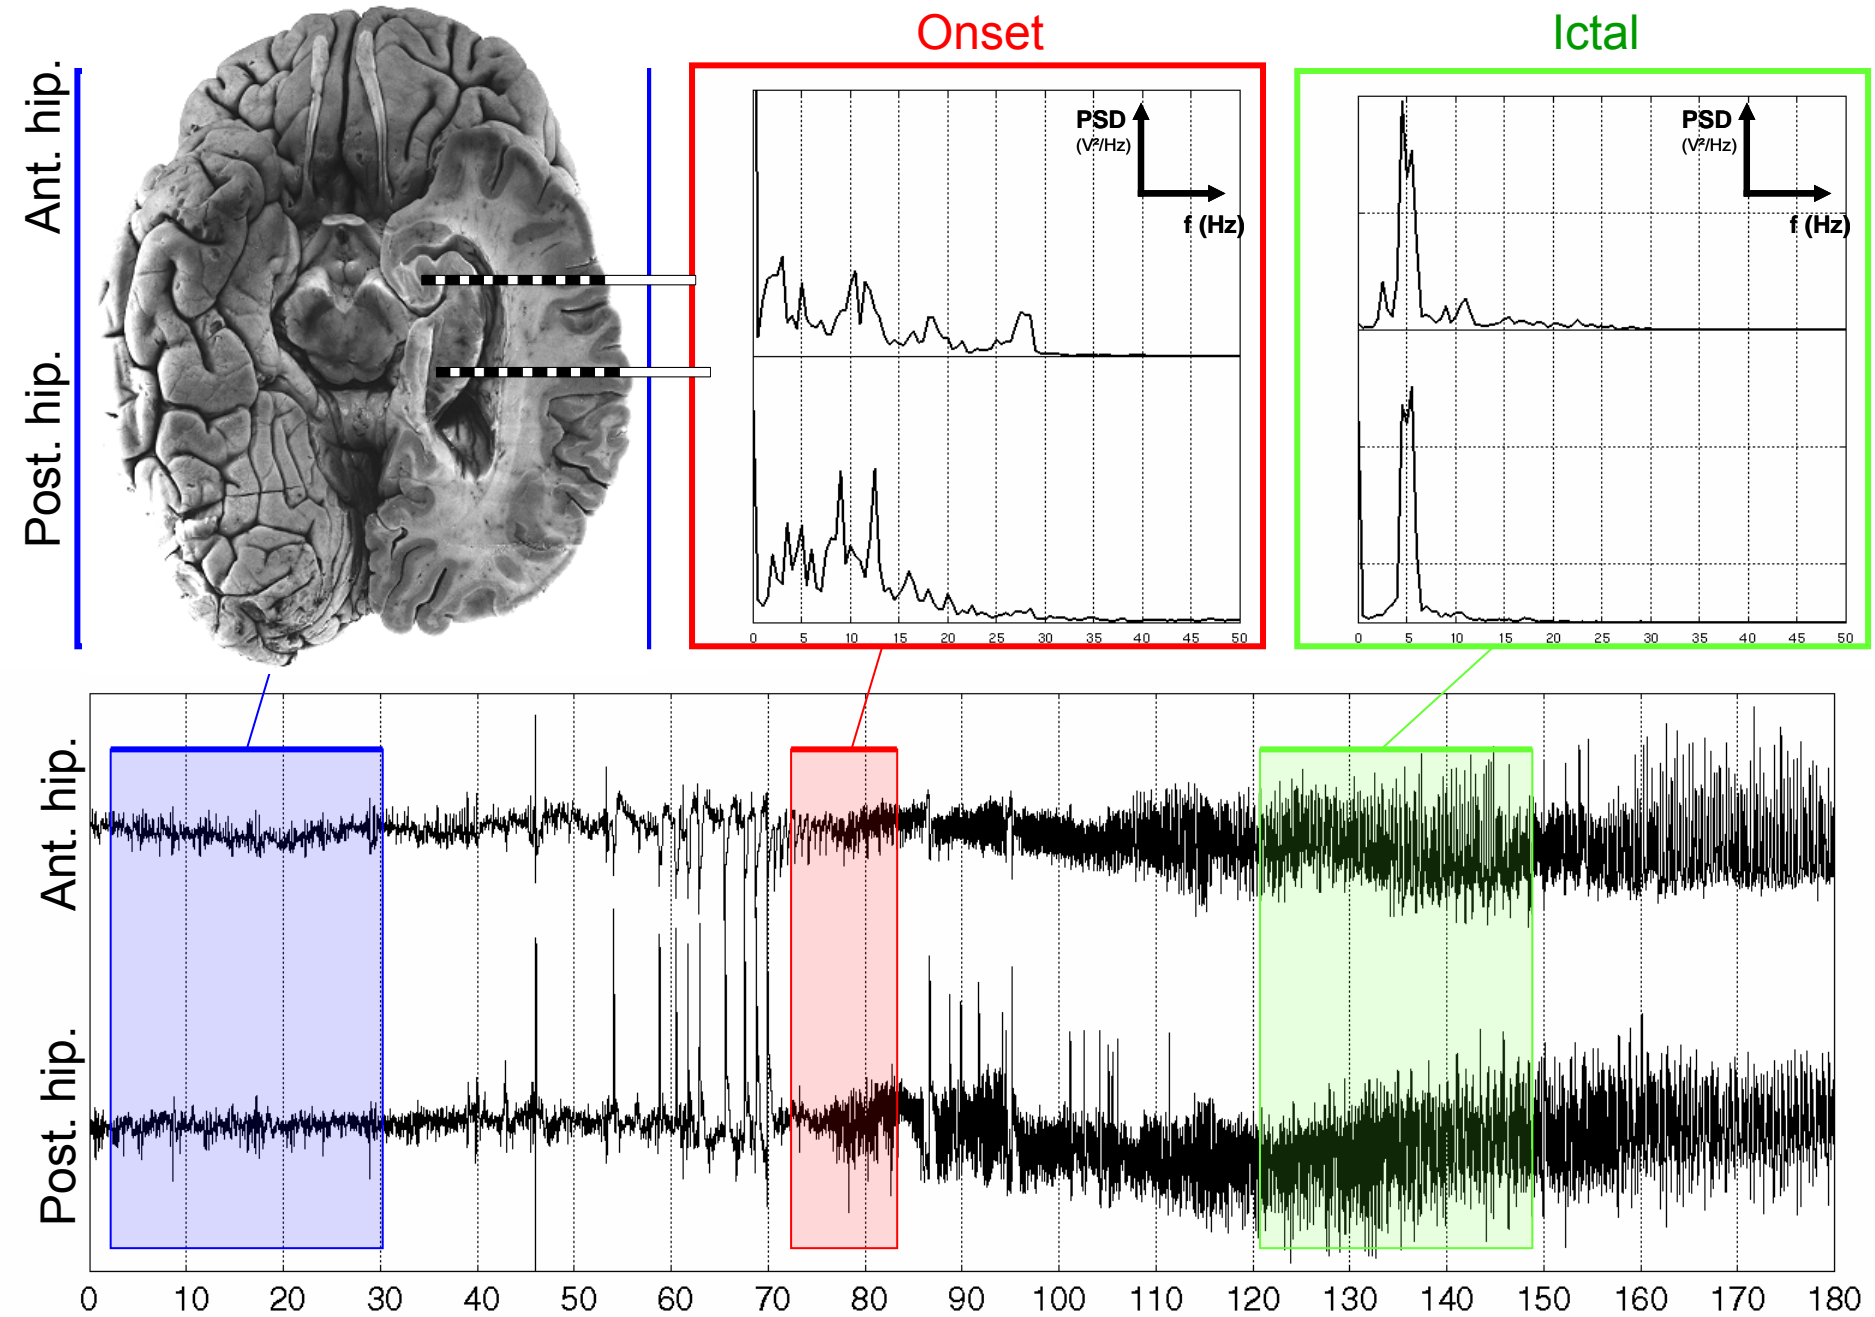 Onset
Ictal
Ant. hip.
Post. hip.
PSD
(V²/Hz)
f (Hz)
0 5 10 15 20 25 30 35 40 45 50
PSD
(V²/Hz)
f (Hz)
0 5 10 15 20 25 30 35 40 45 50
Ant. hip.
Post. hip.
0 10 20 30 40 50 60 70 80 90 100 110 120 130 140 150 160 170 180